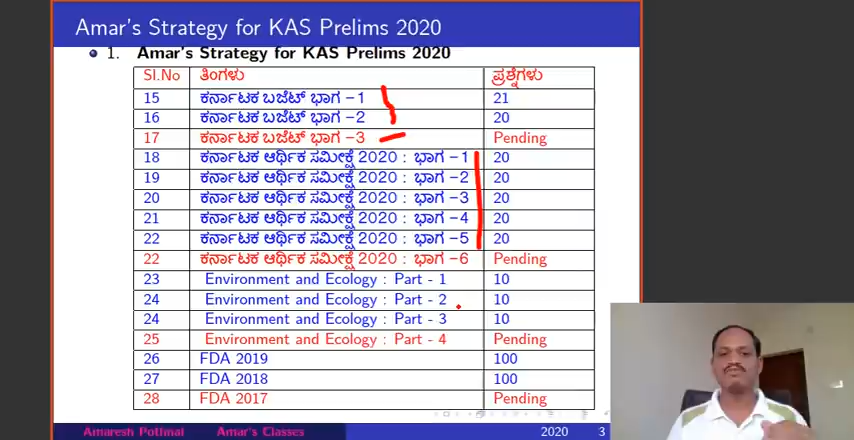 Amar's Strategy for KAS Prelims 2020
1. Amar's Strategy for KAS Prelims 2020
Sl.No ತಿಂಗಳು ಪ್ರಶ್ನೆಗಳು
15 ಕರ್ನಾಟಕ ಬಜೆಟ್ ಭಾಗ -1 21
16 ಕರ್ನಾಟಕ ಬಜೆಟ್ ಭಾಗ -2 20
17 ಕರ್ನಾಟಕ ಬಜೆಟ್ ಭಾಗ -3 Pending
18 ಕರ್ನಾಟಕ ಆರ್ಥಿಕ ಸಮೀಕ್ಷೆ 2020 : ಭಾಗ -1 20
19 ಕರ್ನಾಟಕ ಆರ್ಥಿಕ ಸಮೀಕ್ಷೆ 2020 : ಭಾಗ -2 20
20 ಕರ್ನಾಟಕ ಆರ್ಥಿಕ ಸಮೀಕ್ಷೆ 2020 : ಭಾಗ -3 20
21 ಕರ್ನಾಟಕ ಆರ್ಥಿಕ ಸಮೀಕ್ಷೆ 2020 : ಭಾಗ -4 20
22 ಕರ್ನಾಟಕ ಆರ್ಥಿಕ ಸಮೀಕ್ಷೆ 2020 : ಭಾಗ -5 20
22 ಕರ್ನಾಟಕ ಆರ್ಥಿಕ ಸಮೀಕ್ಷೆ 2020 : ಭಾಗ -6 Pending
23 Environment and Ecology : Part - 1 10
24 Environment and Ecology : Part - 2 10
24 Environment and Ecology : Part - 3 10
25 Environment and Ecology : Part - 4 Pending
26 FDA 2019 100
27 FDA 2018 100
28 FDA 2017 Pending
Amaresh Potlmal Amar's Classes 2020 3